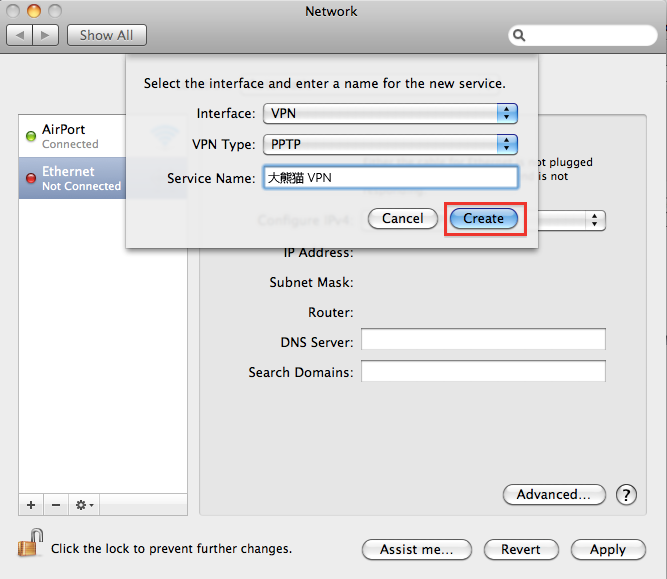 Network
Show All
Select the interface and enter a name for the new service.
Interface: VPN
VPN Type: PPTP
Service Name: 大熊猫 VPN
Cancel Create
AirPort
Connected
Ethernet
Not Connected
not plugged
d is not
Configure IPv4:
IP Address:
Subnet Mask:
Router:
DNS Server:
Search Domains:
Advanced...
?
Click the lock to prevent further changes.
Assist me... Revert Apply